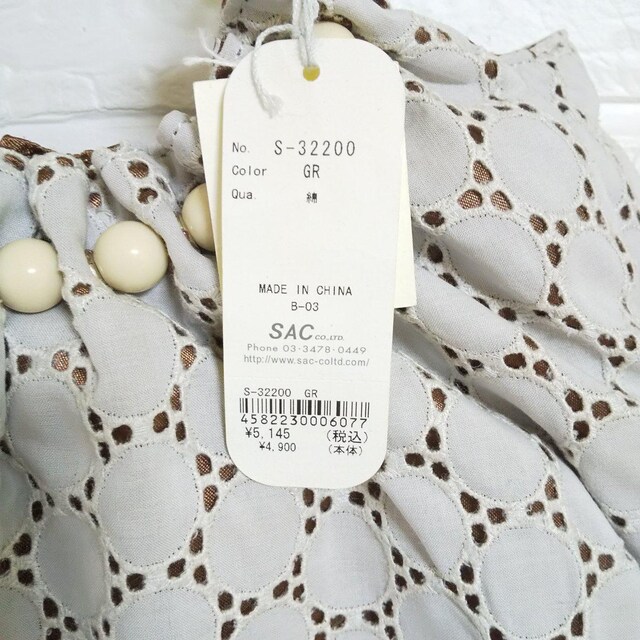 No. S-32200
Color GR
Qua. 綿
MADE IN CHINA
B-03
SAC CO.,LTD.
Phone 03-3478-0449
http://www.sac-coltd.com/
S-32200 GR
4582230006077
¥5,145 (税込)
¥4,900 (本体)